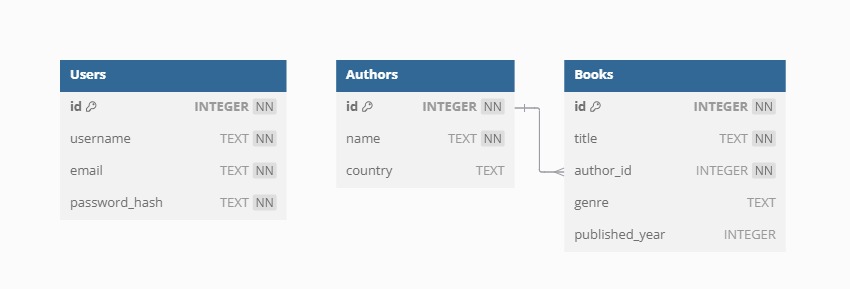 Users
id INTEGER NN
username TEXT NN
email TEXT NN
password_hash TEXT NN
Authors
id INTEGER NN
name TEXT NN
country TEXT
Books
id INTEGER NN
title TEXT NN
author_id INTEGER NN
genre TEXT
published_year INTEGER